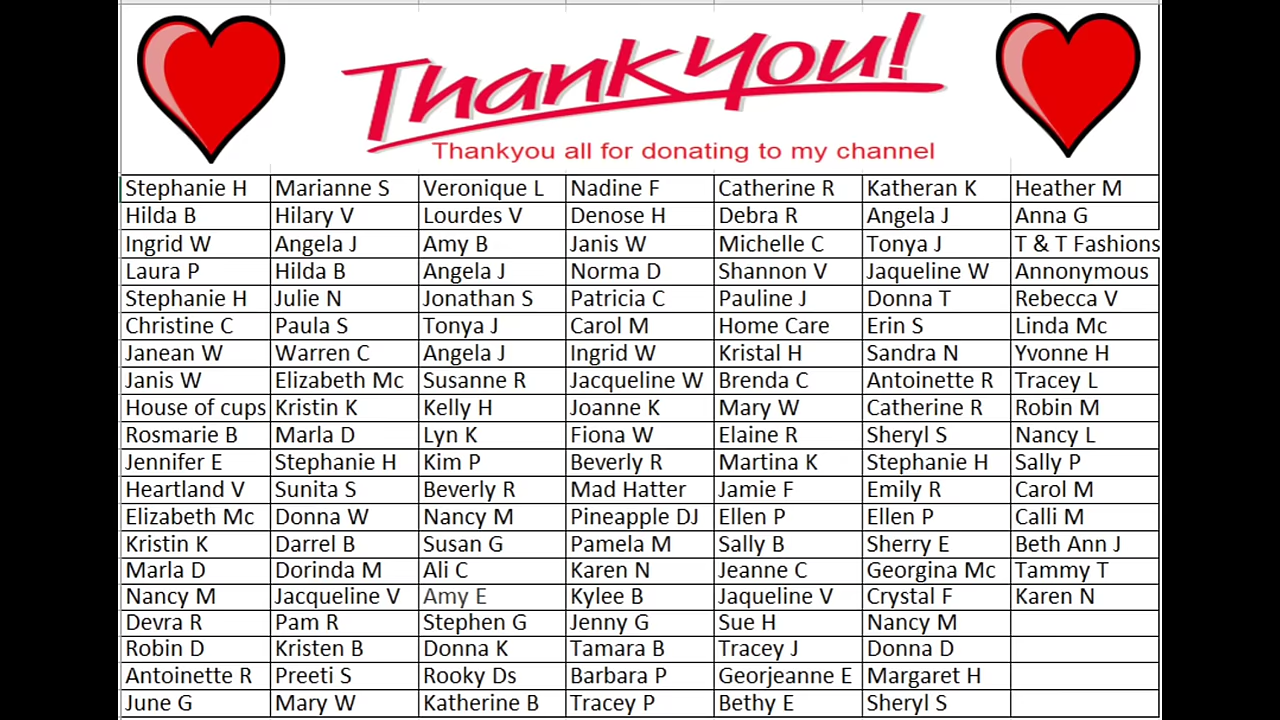 Thank You!
Thankyou all for donating to my channel
Stephanie H Marianne S Veronique L Nadine F Catherine R Katheran K Heather M
Hilda B Hilary V Lourdes V Denose H Debra R Angela J Anna G
Ingrid W Angela J Amy B Janis W Michelle C Tonya J T & T Fashions
Laura P Hilda B Angela J Norma D Shannon V Jaqueline W Annonymous
Stephanie H Julie N Jonathan S Patricia C Pauline J Donna T Rebecca V
Christine C Paula S Tonya J Carol M Home Care Erin S Linda Mc
Janean W Warren C Angela J Ingrid W Kristal H Sandra N Yvonne H
Janis W Elizabeth Mc Susanne R Jacqueline W Brenda C Antoinette R Tracey L
House of cups Kristin K Kelly H Joanne K Mary W Catherine R Robin M
Rosmarie B Marla D Lyn K Fiona W Elaine R Sheryl S Nancy L
Jennifer E Stephanie H Kim P Beverly R Martina K Stephanie H Sally P
Heartland V Sunita S Beverly R Mad Hatter Jamie F Emily R Carol M
Elizabeth Mc Donna W Nancy M Pineapple DJ Ellen P Ellen P Calli M
Kristin K Darrel B Susan G Pamela M Sally B Sherry E Beth Ann J
Marla D Dorinda M Ali C Karen N Jeanne C Georgina Mc Tammy T
Nancy M Jacqueline V Amy E Kylee B Jaqueline V Crystal F Karen N
Devra R Pam R Stephen G Jenny G Sue H Nancy M
Robin D Kristen B Donna K Tamara B Tracey J Donna D
Antoinette R Preeti S Rooky Ds Barbara P Georjeanne E Margaret H
June G Mary W Katherine B Tracey P Bethy E Sheryl S